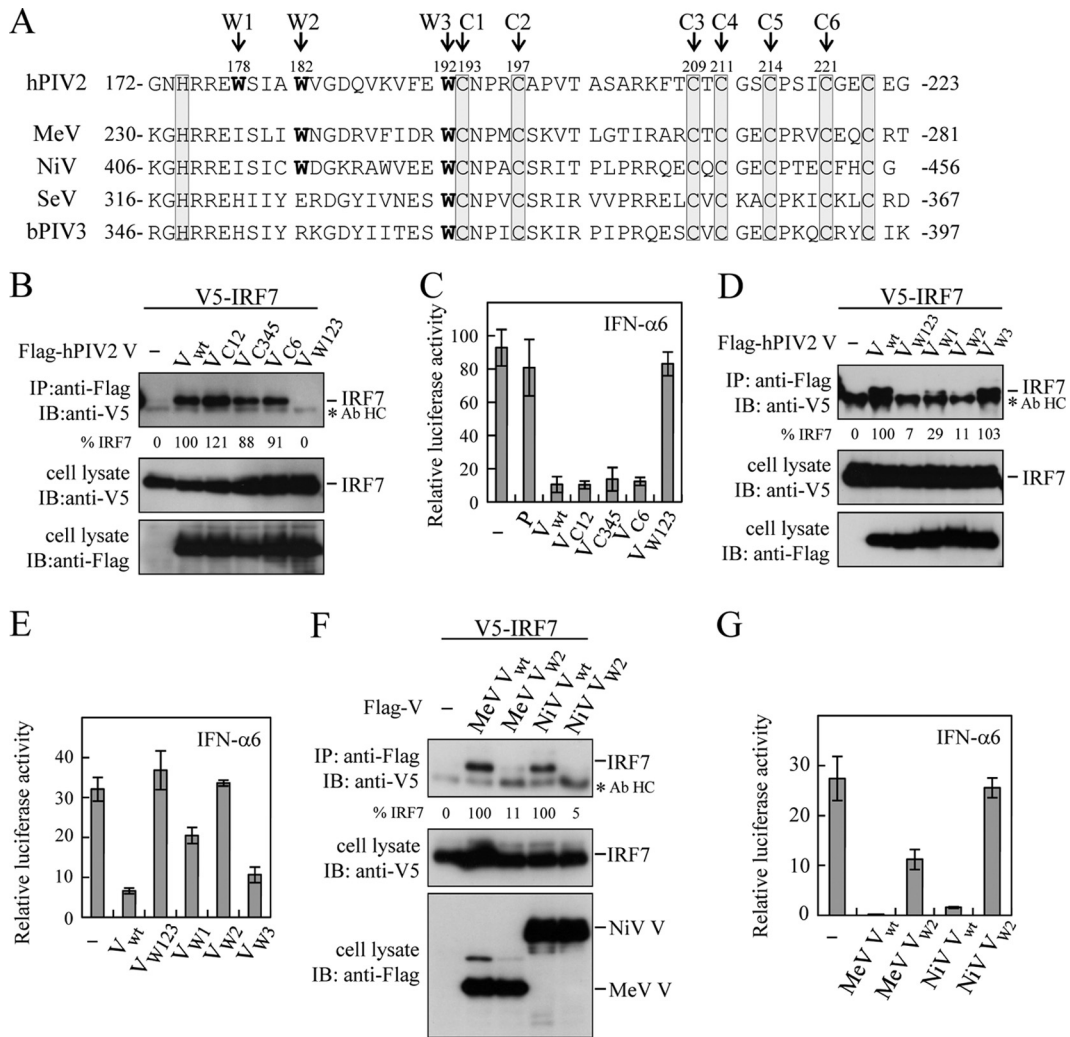 A
W1 W2 W3 C1 C2 C3 C4 C5 C6
178 182 192 193 197 209 211 214 221
hPIV2 172- GNHRREWSIA WVGDQVKVFE WCNPRCAPVT ASARKFTCTC GSCPSICGEC EG -223
MeV 230- KGHRREISLI WNGDRVFIDR WCNPMCSKVT LGTIRARCTC GECPRVCEQC RT -281
NiV 406- KGHRREISIC WDGKRAWVEE WCNPACSRIT PLPRRQECQC GECPTECFHC G -456
SeV 316- KGHRREHIIY ERDGYIVNES WCNPVCSRIR VVPRRELCVC KACPKICKLC RD -367
bPIV3 346- RGHRREHSIY RKGDYIITES WCNPICSKIR PIPRQESCVC GECPKQCRYC IK -397
B
V5-IRF7
Flag-hPIV2 V – Vwt VC12 VC345 VC6 VW123
IP:anti-Flag
IB:anti-V5
IRF7
* Ab HC
% IRF7 0 100 121 88 91 0
cell lysate
IB:anti-V5
IRF7
cell lysate
IB:anti-Flag
C
IFN-α6
Relative luciferase activity
100
80
60
40
20
0
– P Vwt VC12 VC345 VC6 VW123
D
V5-IRF7
Flag-hPIV2 V – Vwt VW123 VW1 VW2 VW3
IP:anti-Flag
IB:anti-V5
IRF7
* Ab HC
% IRF7 0 100 7 29 11 103
cell lysate
IB:anti-V5
IRF7
cell lysate
IB: anti-Flag
E
IFN-α6
Relative luciferase activity
40
30
20
10
0
– Vwt VW123 VW1 VW2 VW3
F
V5-IRF7
Flag-V – MeV Vwt MeV VW2 NiV Vwt NiV VW2
IP: anti-Flag
IB: anti-V5
IRF7
* Ab HC
% IRF7 0 100 11 100 5
cell lysate
IB: anti-V5
IRF7
cell lysate
IB: anti-Flag
NiV V
MeV V
G
IFN-α6
Relative luciferase activity
30
20
10
0
– MeV Vwt MeV VW2 NiV Vwt NiV VW2